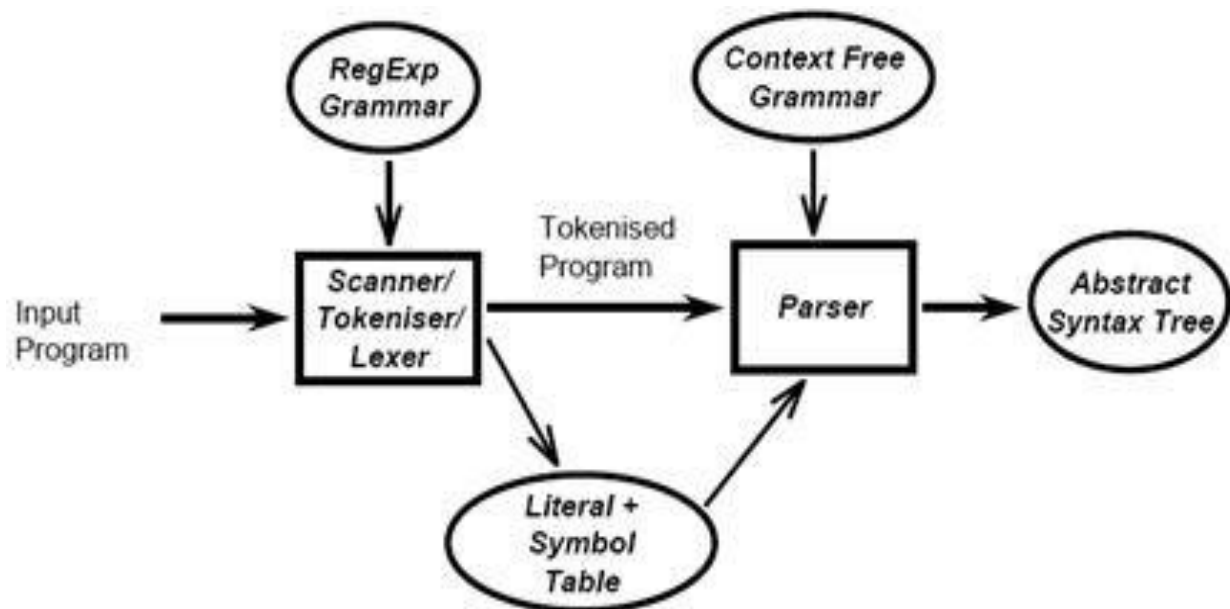 RegExp
Grammar
Context Free
Grammar
Tokenised
Program
Input
Program
Scanner/
Tokeniser/
Lexer
Parser
Abstract
Syntax Tree
Literal +
Symbol
Table